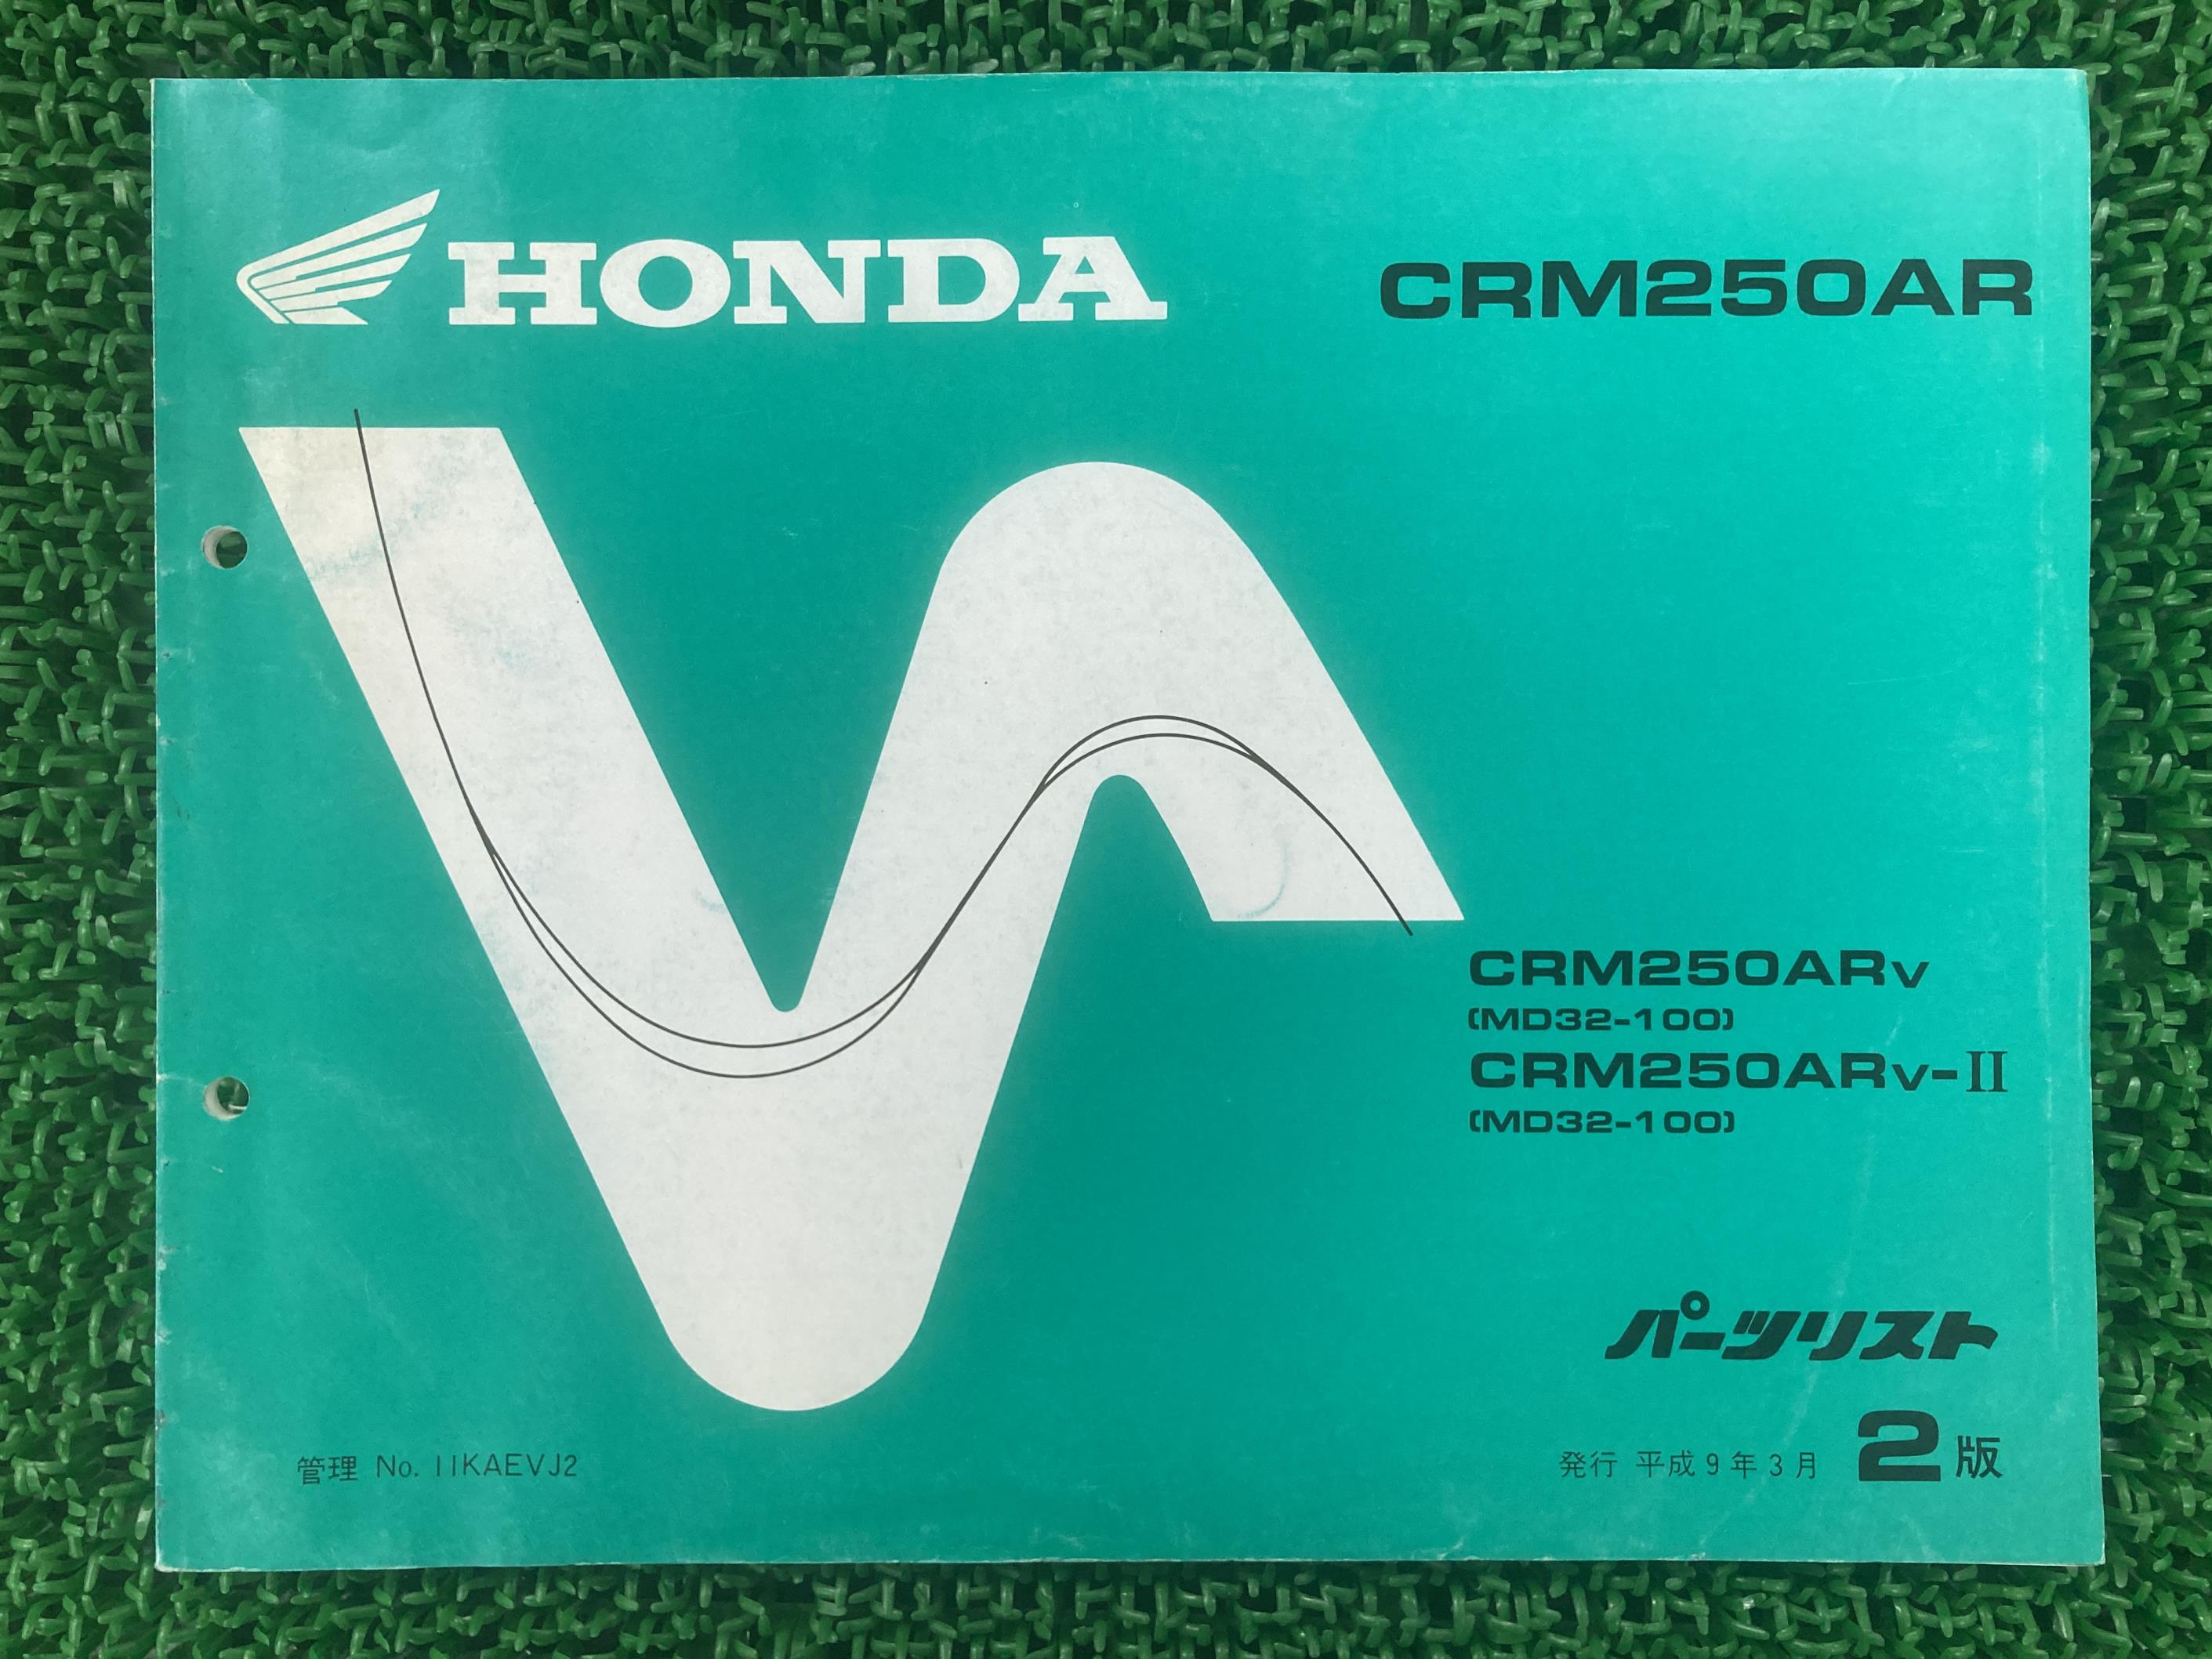 HONDA
CRM250AR
CRM250ARV
(MD32-100)
CRM250ARV-II
(MD32-100)
パーツリスト
管理 No. 11KAEVJ2
発行 平成9年3月 2版